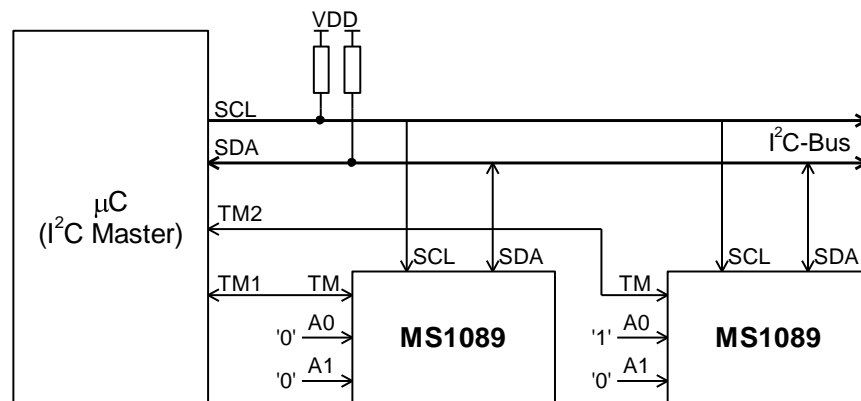 VDD
SCL
SDA
I²C-Bus
µC
(I²C Master)
TM2
SCL SDA
SCL SDA
TM1 TM
TM
'0' A0
MS1089
'1' A0
MS1089
'0' A1
'0' A1